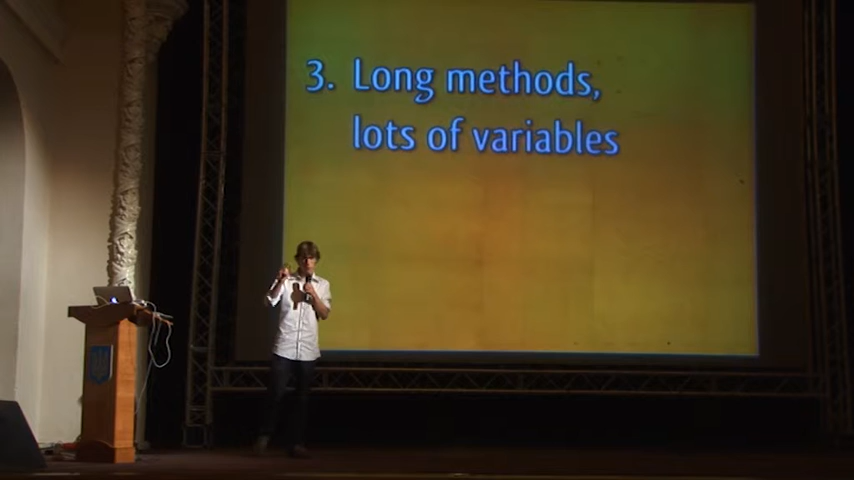 3. Long methods,
lots of variables